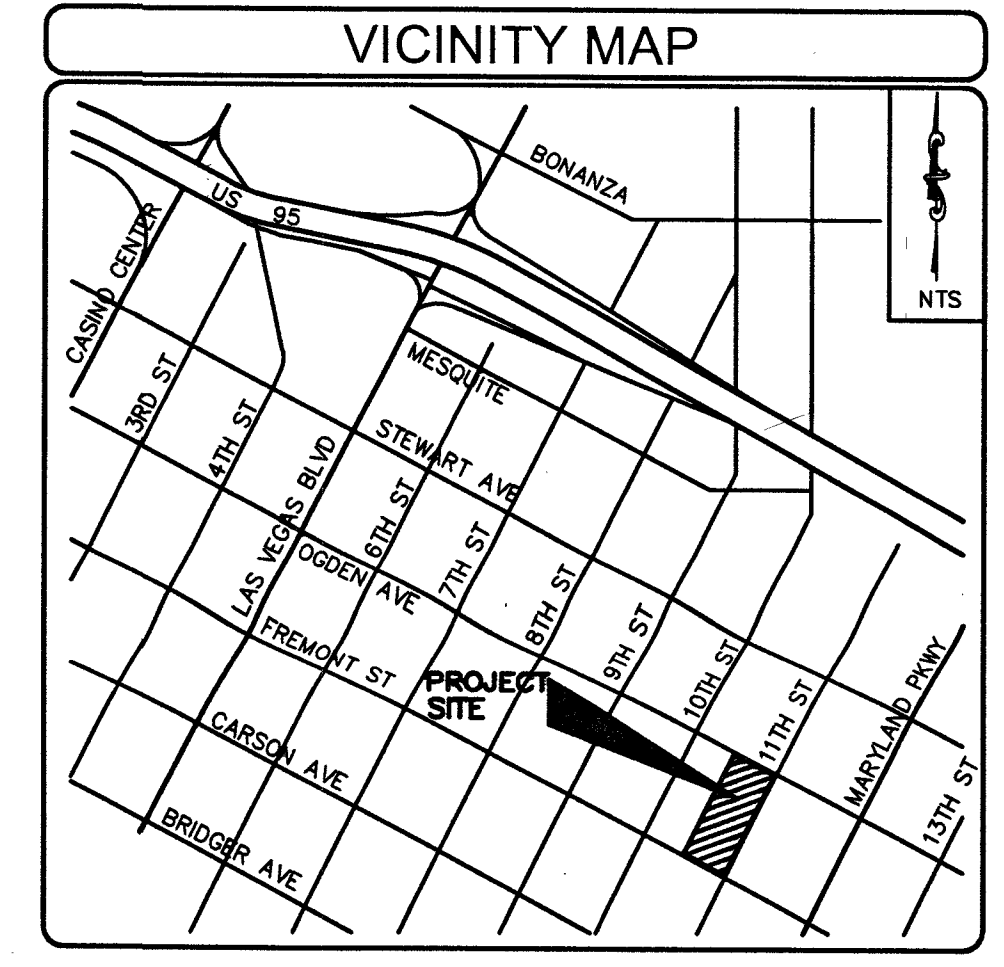 VICINITY MAP
BONANZA
US 95
NTS
CASINO CENTER
3RD ST
4TH ST
LAS VEGAS BLVD
MESQUITE
STEWART AVE
6TH ST
OGDEN AVE
7TH ST
8TH ST
FREMONT ST
9TH ST
PROJECT
SITE
10TH ST
11TH ST
MARYLAND PKWY
13TH ST
CARSON AVE
BRIDGER AVE